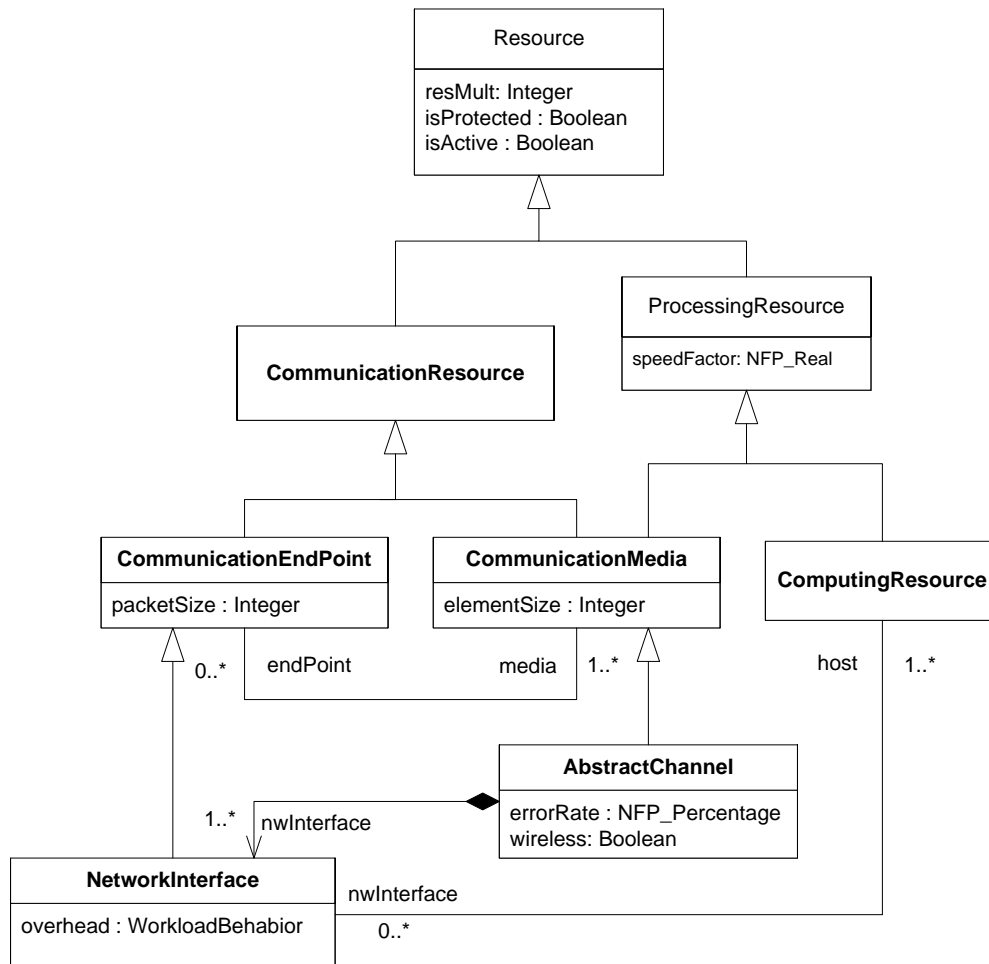 Resource
resMult: Integer
isProtected : Boolean
isActive : Boolean
ProcessingResource
speedFactor: NFP_Real
CommunicationResource
CommunicationEndPoint
packetSize : Integer
CommunicationMedia
elementSize : Integer
ComputingResource
0..*
endPoint
media
1..*
host
1..*
AbstractChannel
errorRate : NFP_Percentage
wireless: Boolean
1..*
nwInterface
NetworkInterface
overhead : WorkloadBehabior
nwInterface
0..*